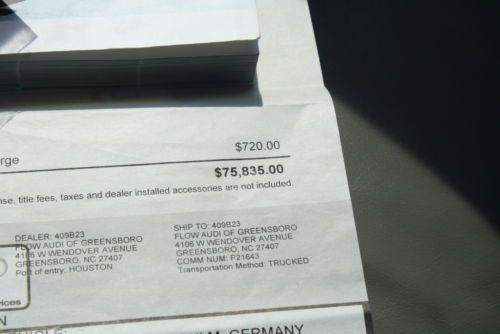 rge $720.00
$75,835.00
nse, title fees, taxes and dealer installed accessories are not included.
DEALER: 409B23
FLOW AUDI OF GREENSBORO
4106 W WENDOVER AVENUE
GREENSBORO, NC 27407
Port of entry: HOUSTON
SHIP TO: 409B23
FLOW AUDI OF GREENSBORO
4106 W WENDOVER AVENUE
GREENSBORO, NC 27407
COMM NUM: P21643
Transportation Method: TRUCKED
vices
N
GERMANY